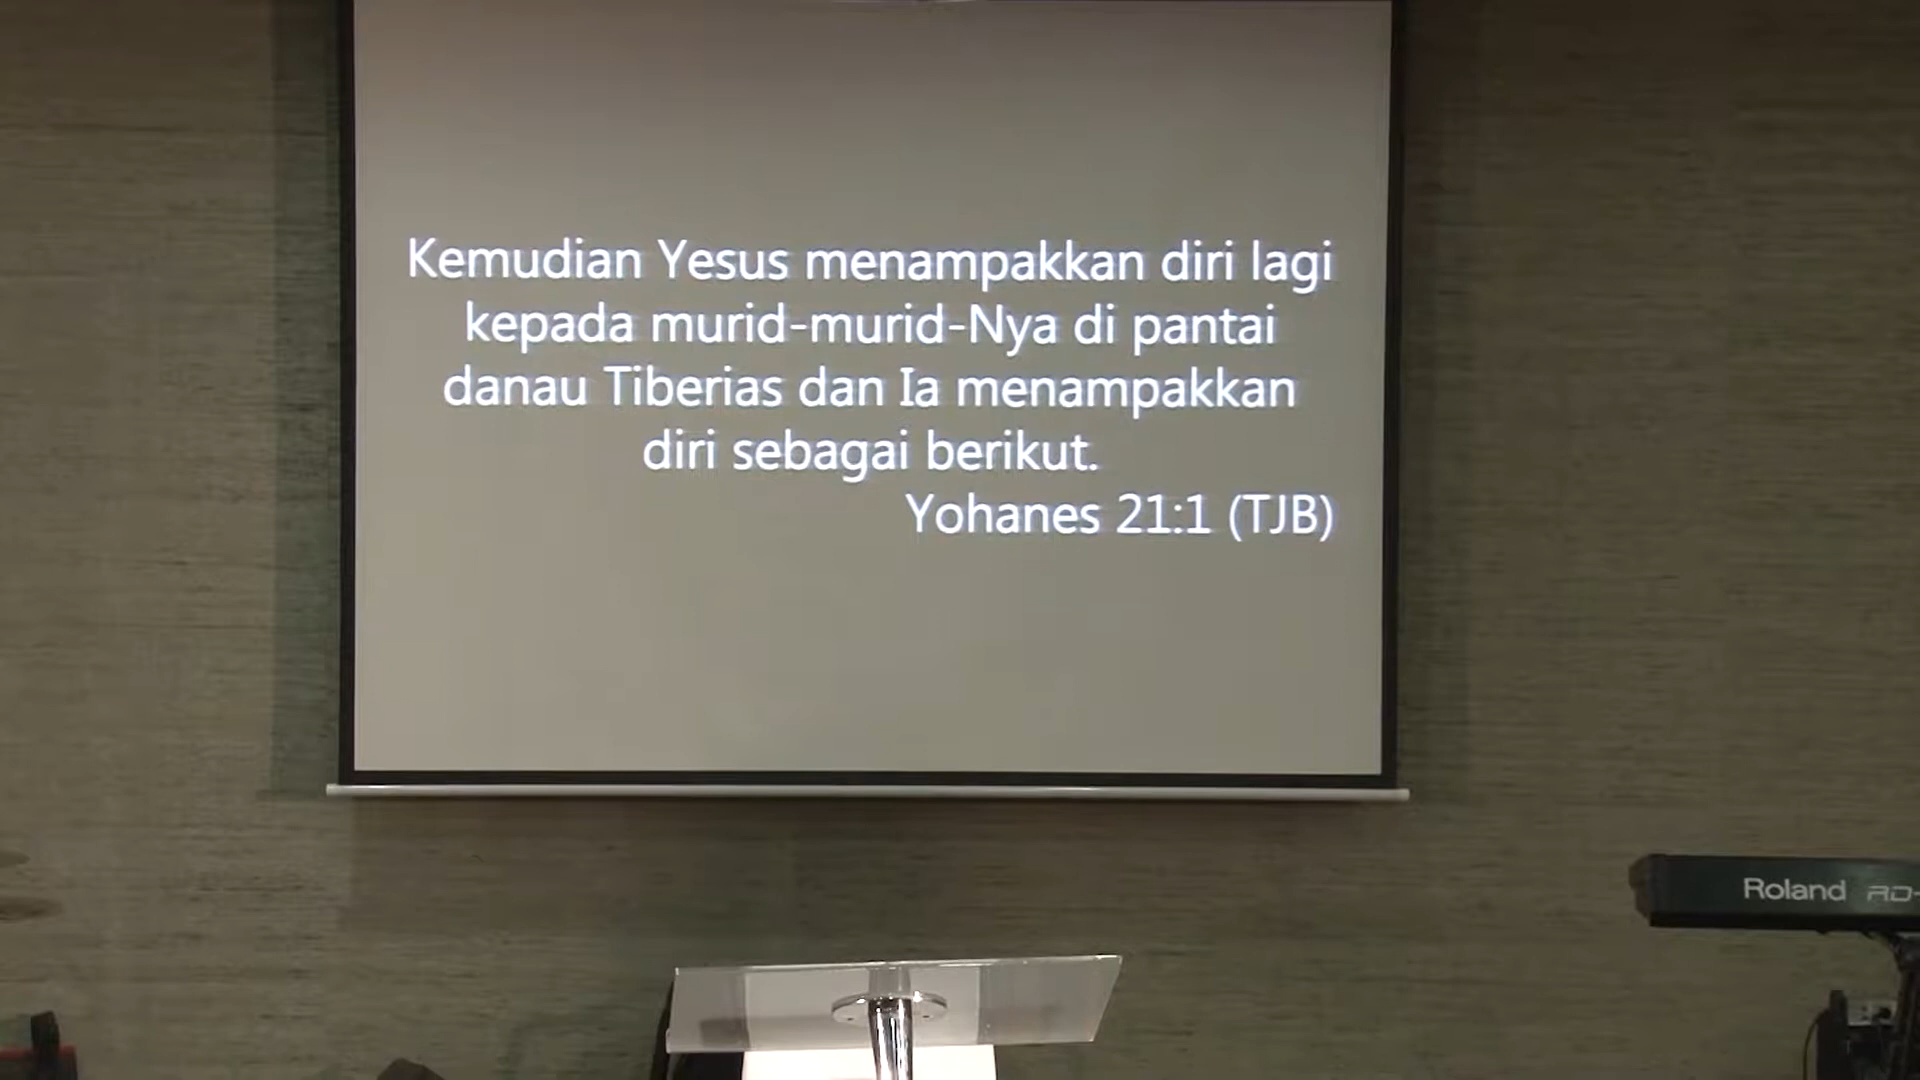 Kemudian Yesus menampakkan diri lagi
kepada murid-murid-Nya di pantai
danau Tiberias dan Ia menampakkan
diri sebagai berikut.
Yohanes 21:1 (TJB)
Roland RD-